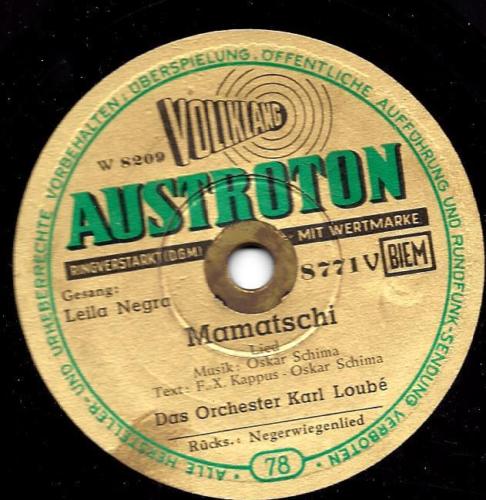 ALLE HERSTELLER- UND URHEBERRECHTE VORBEHALTEN, ÜBERSPIELUNG, ÖFFENTLICHE AUFFÜHRUNG UND RUNDFUNK-SENDUNG VERBOTEN
W 8209
VOLLKLANG
AUSTROTON
RINGVERSTÄRKT (D.G.M.) - MIT WERTMARKE
8771 V BIEM
Gesang:
Leila Negra
Mamatschi
Lied
Musik: Oskar Schima
Text: F. X. Kappus - Oskar Schima
Das Orchester Karl Loubé
Rücks.: Negerwiegenlied
78